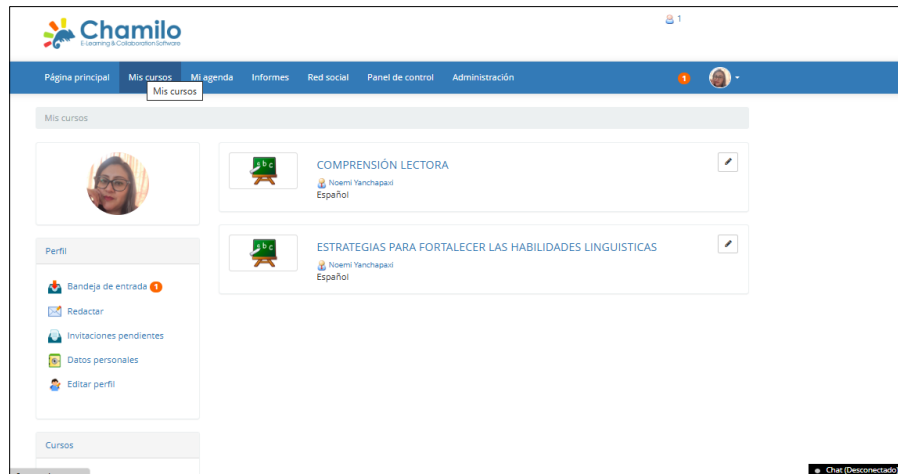 Chamilo
E-Learning & Collaboration Software
1
Página principal Mis cursos Mi agenda Informes Red social Panel de control Administración 1
Mis cursos
Mis cursos
COMPRENSIÓN LECTORA
Noemi Yanchapaxi
Español
ESTRATEGIAS PARA FORTALECER LAS HABILIDADES LINGUISTICAS
Noemi Yanchapaxi
Español
Perfil
Bandeja de entrada 1
Redactar
Invitaciones pendientes
Datos personales
Editar perfil
Cursos
Chat (Desconectado)